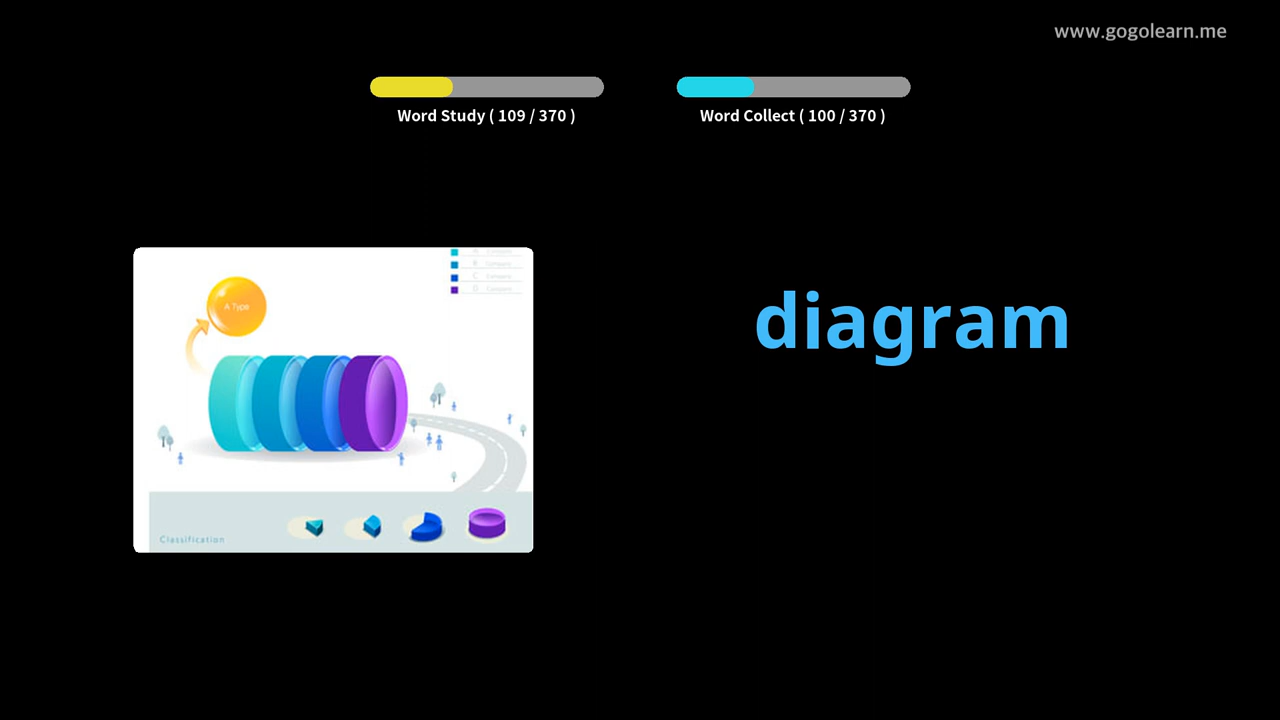 www.gogolearn.me
Word Study ( 109 / 370 )
Word Collect ( 100 / 370 )
diagram
A Type
C
Classification